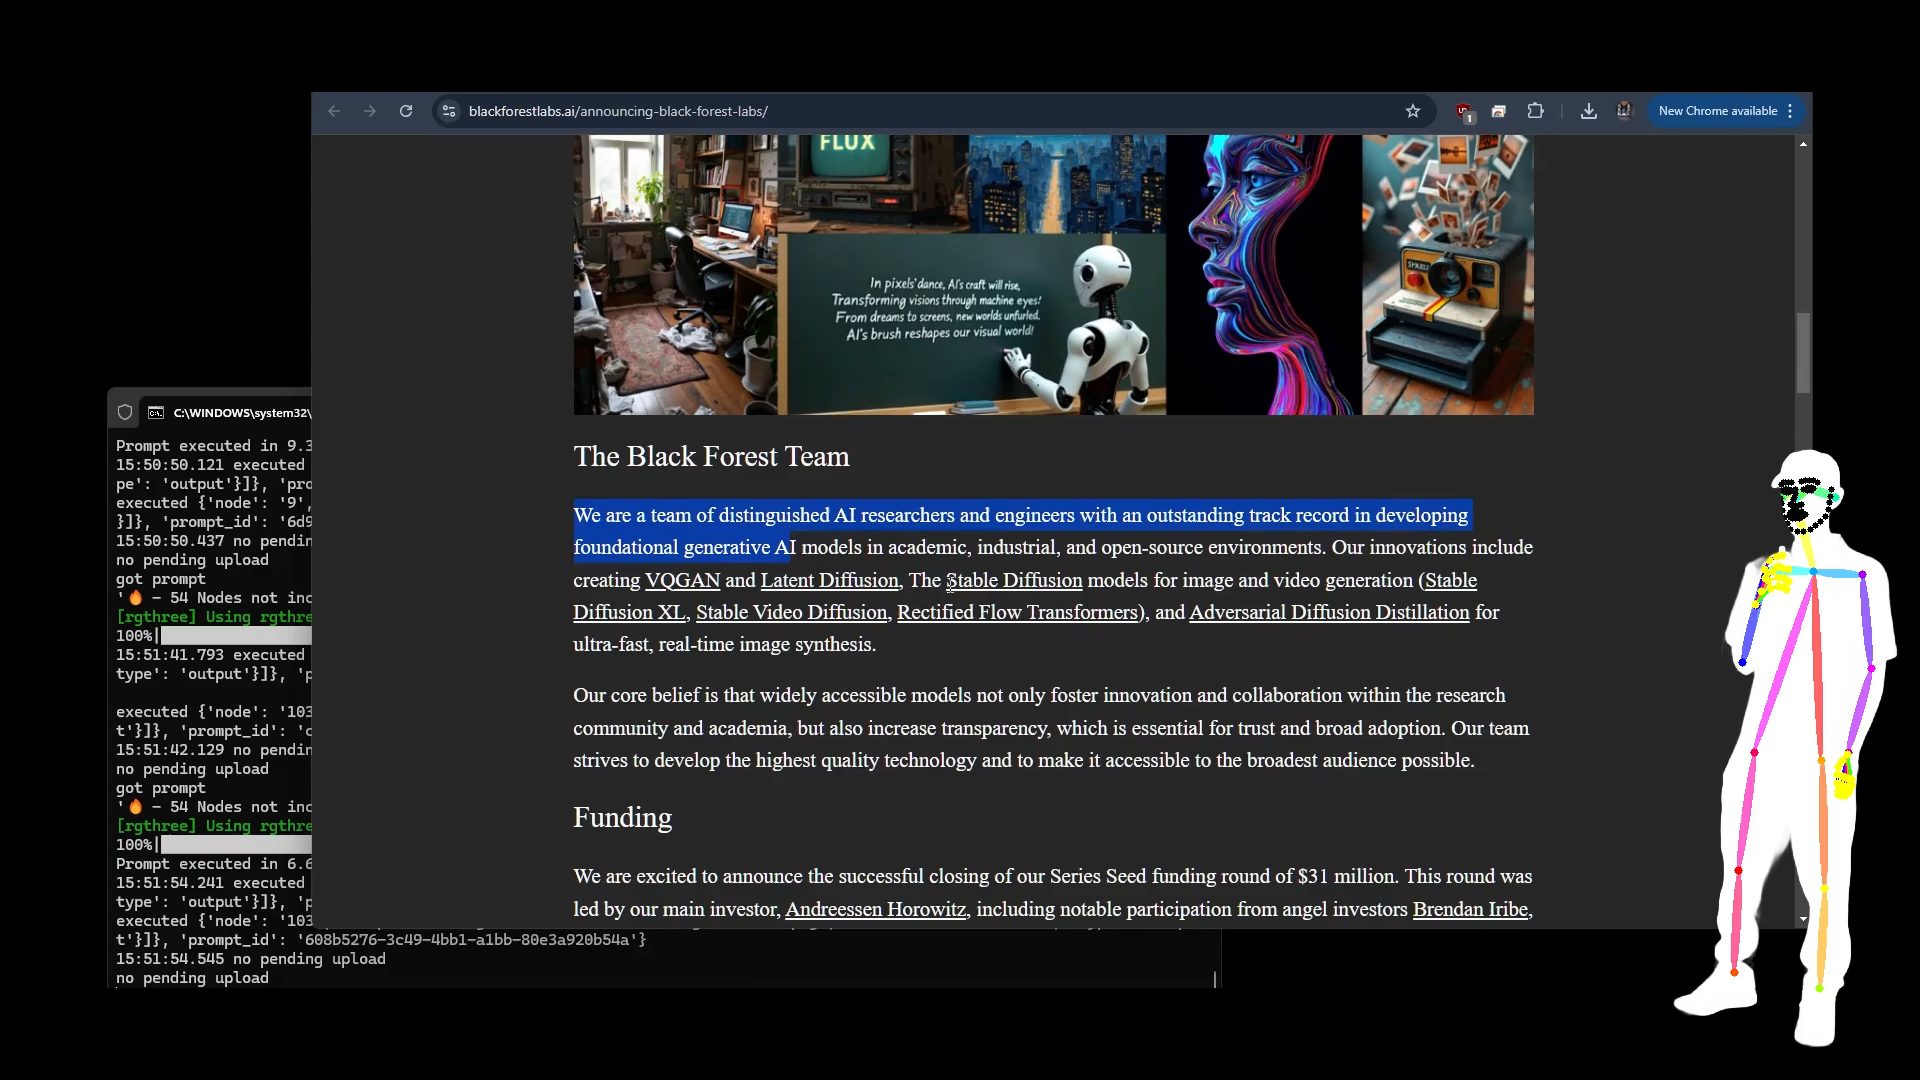 blackforestlabs.ai/announcing-black-forest-labs/
1
New Chrome available
FLUX
In pixels' dance, AI's craft will rise,
Transforming visions through machine eyes!
From dreams to screens, new worlds unfurled,
AI's brush reshapes our visual world!
The Black Forest Team
We are a team of distinguished AI researchers and engineers with an outstanding track record in developing
foundational generative AI models in academic, industrial, and open-source environments. Our innovations include
creating VQGAN and Latent Diffusion, The Stable Diffusion models for image and video generation (Stable
Diffusion XL, Stable Video Diffusion, Rectified Flow Transformers), and Adversarial Diffusion Distillation for
ultra-fast, real-time image synthesis.
Our core belief is that widely accessible models not only foster innovation and collaboration within the research
community and academia, but also increase transparency, which is essential for trust and broad adoption. Our team
strives to develop the highest quality technology and to make it accessible to the broadest audience possible.
Funding
We are excited to announce the successful closing of our Series Seed funding round of $31 million. This round was
led by our main investor, Andreessen Horowitz, including notable participation from angel investors Brendan Iribe,
C:\WINDOWS\system32\
Prompt executed in 9.3
15:50:50.121 executed
pe': 'output'}]}, 'pro
executed {'node': '9',
}]}, 'prompt_id': '6d9
15:50:50.437 no pendin
no pending upload
got prompt
'🔥 - 54 Nodes not inc
[rgthree] Using rgthre
100%|
15:51:41.793 executed
type': 'output'}]}, 'p
executed {'node': '103
t'}]}, 'prompt_id': 'c
15:51:42.129 no pendin
no pending upload
got prompt
'🔥 - 54 Nodes not inc
[rgthree] Using rgthre
100%|
Prompt executed in 6.6
15:51:54.241 executed
type': 'output'}]}, 'p
executed {'node': '103
t'}]}, 'prompt_id': '608b5276-3c49-4bb1-a1bb-80e3a920b54a'}
15:51:54.545 no pending upload
no pending upload